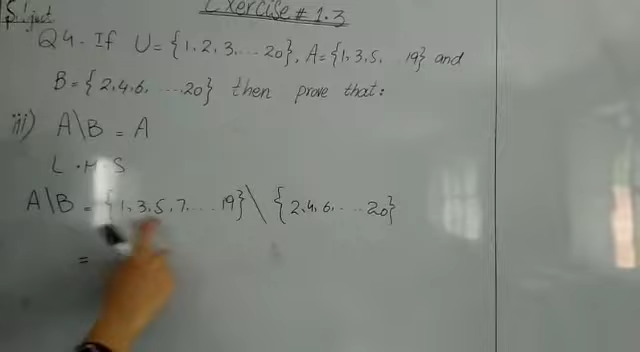 Exercise # 1.3
Q4. If U = {1, 2, 3, ... 20}, A = {1, 3, 5, ... 19} and
B = {2, 4, 6, ... 20} then prove that:
iii) A\B = A
L.H.S
A\B = {1, 3, 5, 7, ... 19} \ {2, 4, 6, ... 20}
=